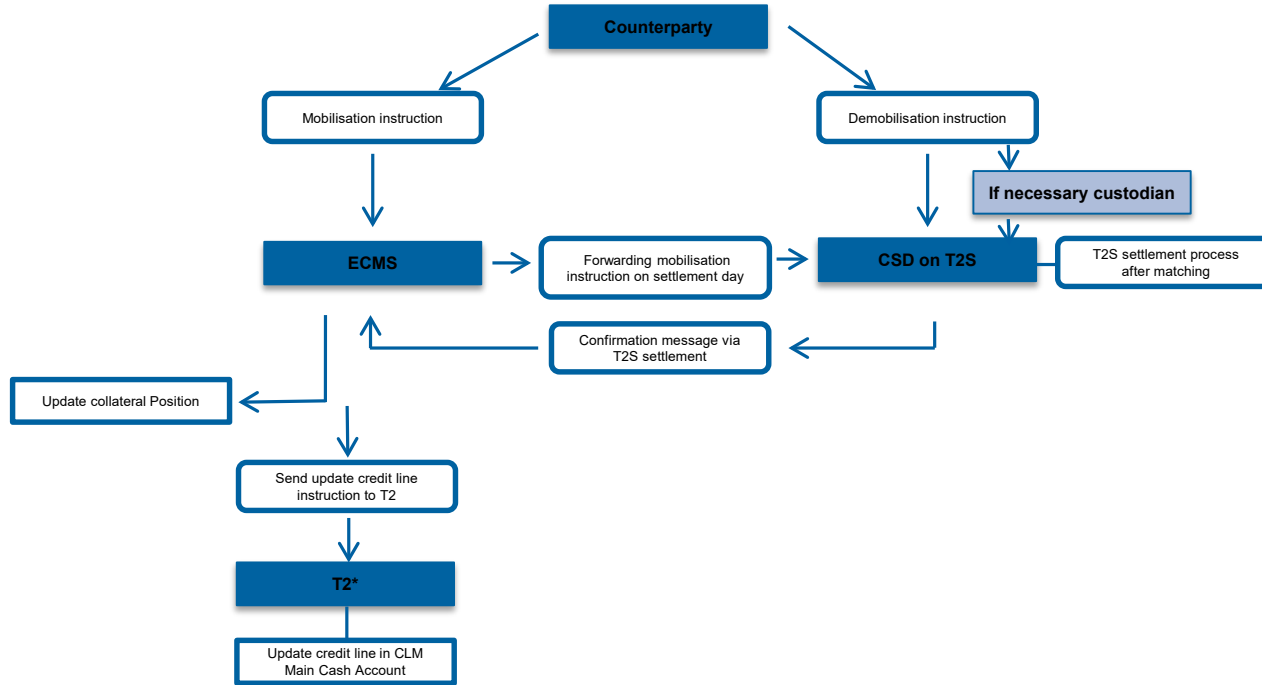 Counterparty
Mobilisation instruction
Demobilisation instruction
If necessary custodian
ECMS
Forwarding mobilisation
instruction on settlement day
CSD on T2S
T2S settlement process
after matching
Confirmation message via
T2S settlement
Update collateral Position
Send update credit line
instruction to T2
T2*
Update credit line in CLM
Main Cash Account